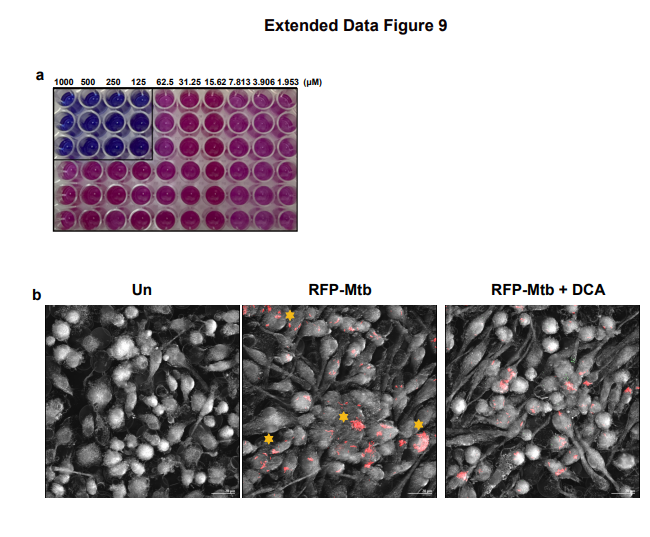 Extended Data Figure 9
a
1000 500 250 125 62.5 31.25 15.62 7.813 3.906 1.953 (µM)
b
Un RFP-Mtb RFP-Mtb + DCA